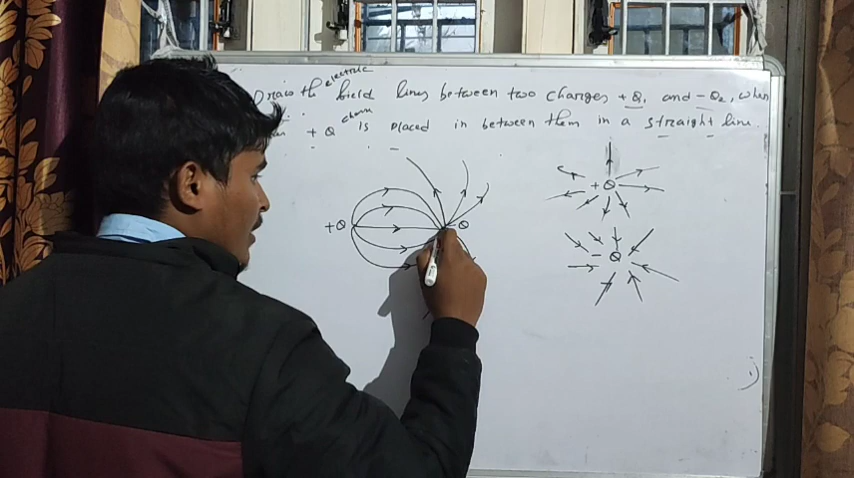 Draw the electric field lines between two charges +Q₁ and -Q₂, when
+Q charge is placed in between them in a straight line.
+Q
Q
+Q
- Q